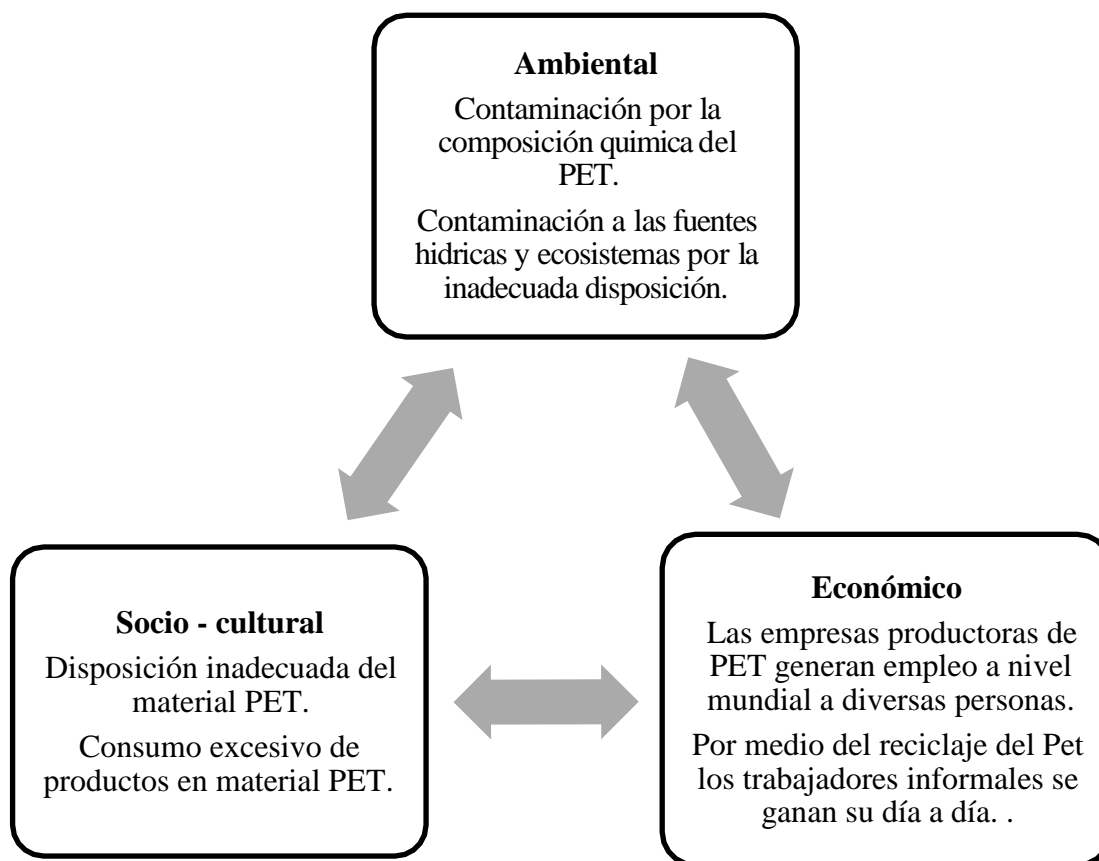 Ambiental
Contaminación por la
composición quimica del
PET.
Contaminación a las fuentes
hidricas y ecosistemas por la
inadecuada disposición.
Socio - cultural
Disposición inadecuada del
material PET.
Consumo excesivo de
productos en material PET.
Económico
Las empresas productoras de
PET generan empleo a nivel
mundial a diversas personas.
Por medio del reciclaje del Pet
los trabajadores informales se
ganan su día a día. .